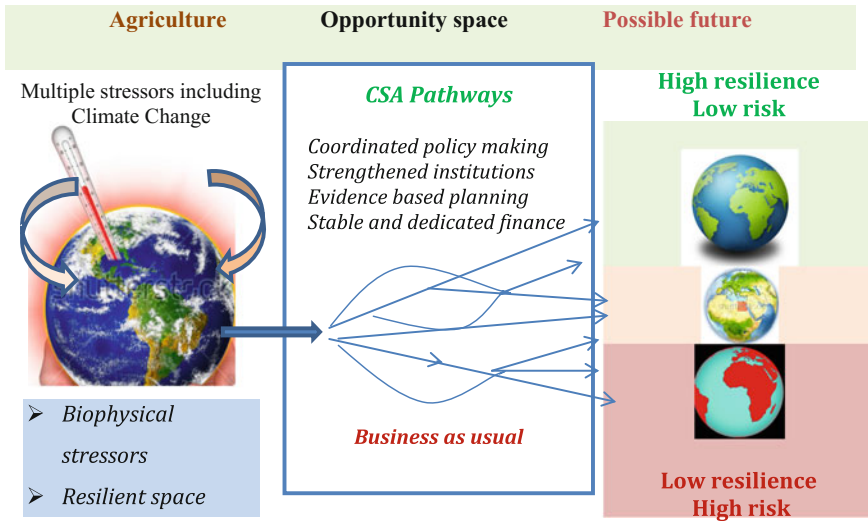 Agriculture
Opportunity space
Possible future
Multiple stressors including
Climate Change
➢ Biophysical
stressors
➢ Resilient space
CSA Pathways
Coordinated policy making
Strengthened institutions
Evidence based planning
Stable and dedicated finance
Business as usual
High resilience
Low risk
Low resilience
High risk